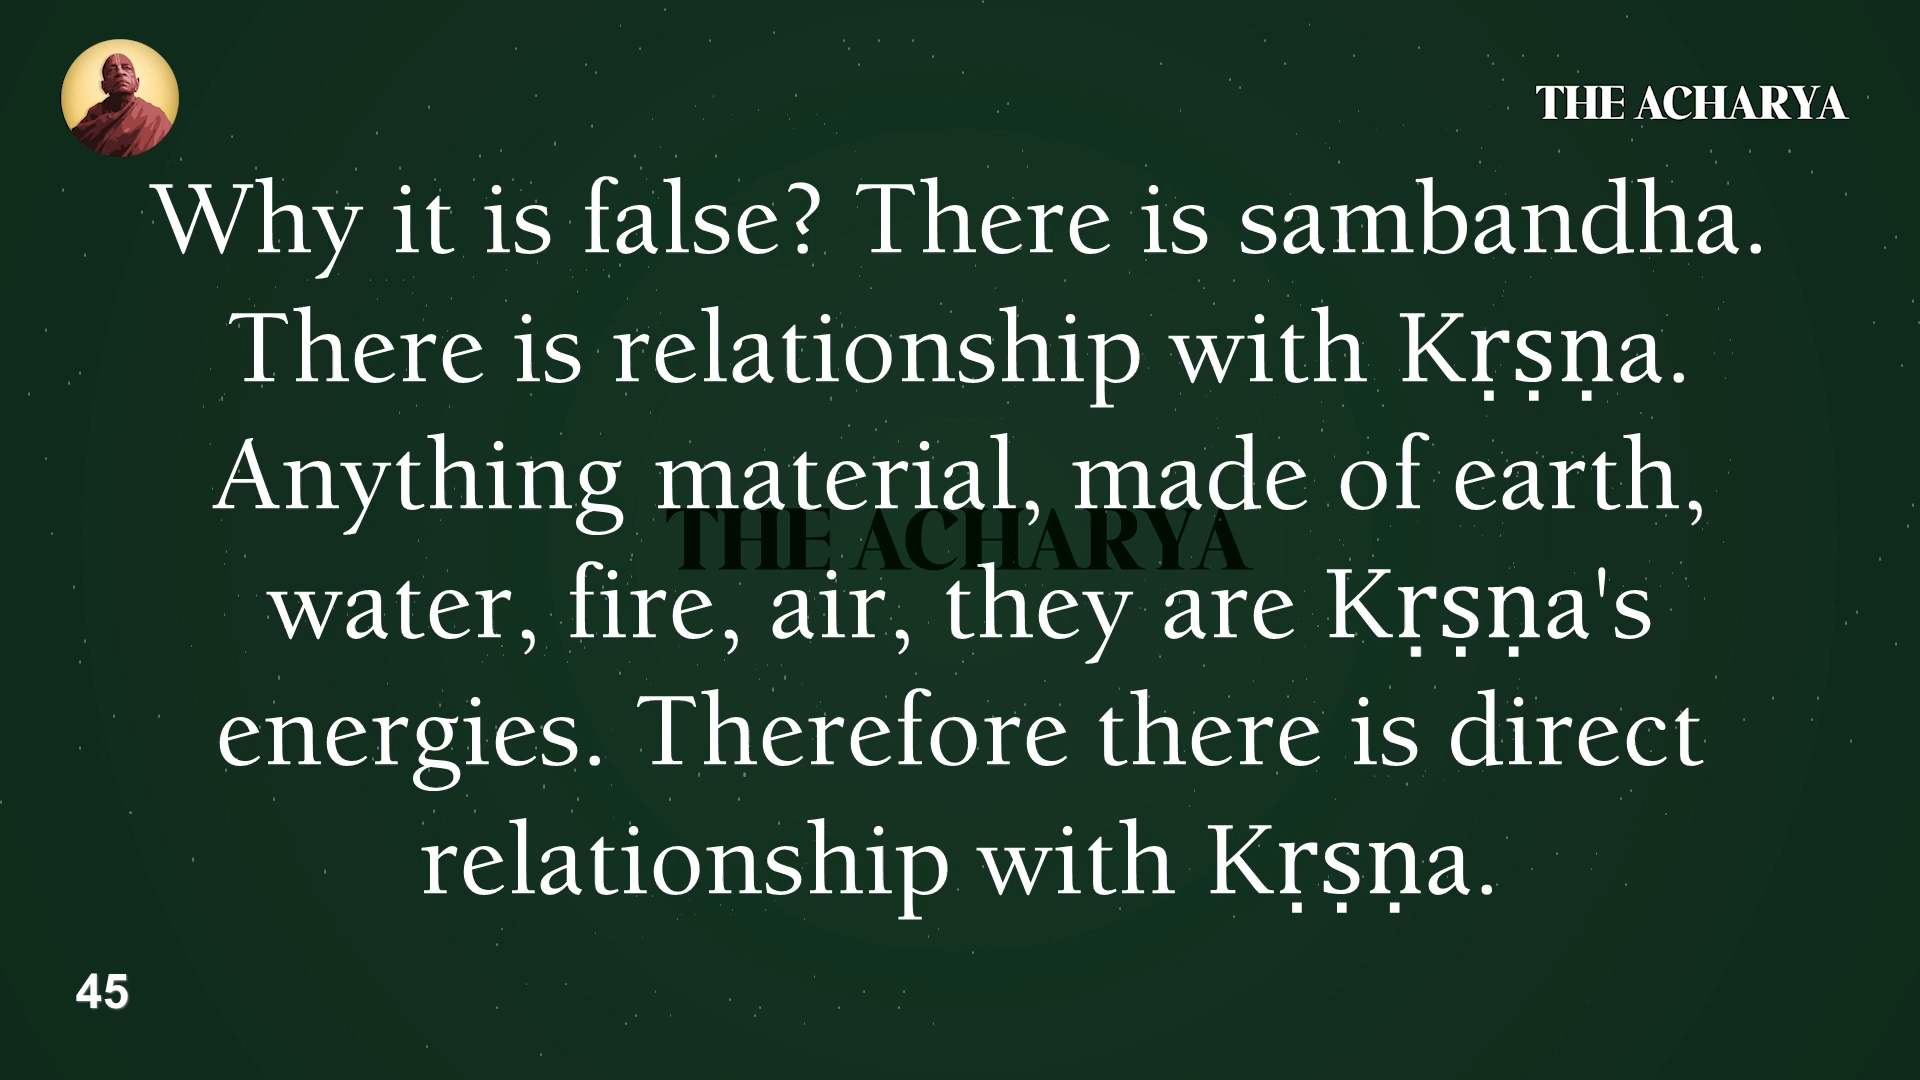 THE ACHARYA
Why it is false? There is sambandha.
There is relationship with Kṛṣṇa.
Anything material, made of earth,
THE ACHARYA
water, fire, air, they are Kṛṣṇa's
energies. Therefore there is direct
relationship with Kṛṣṇa.
45